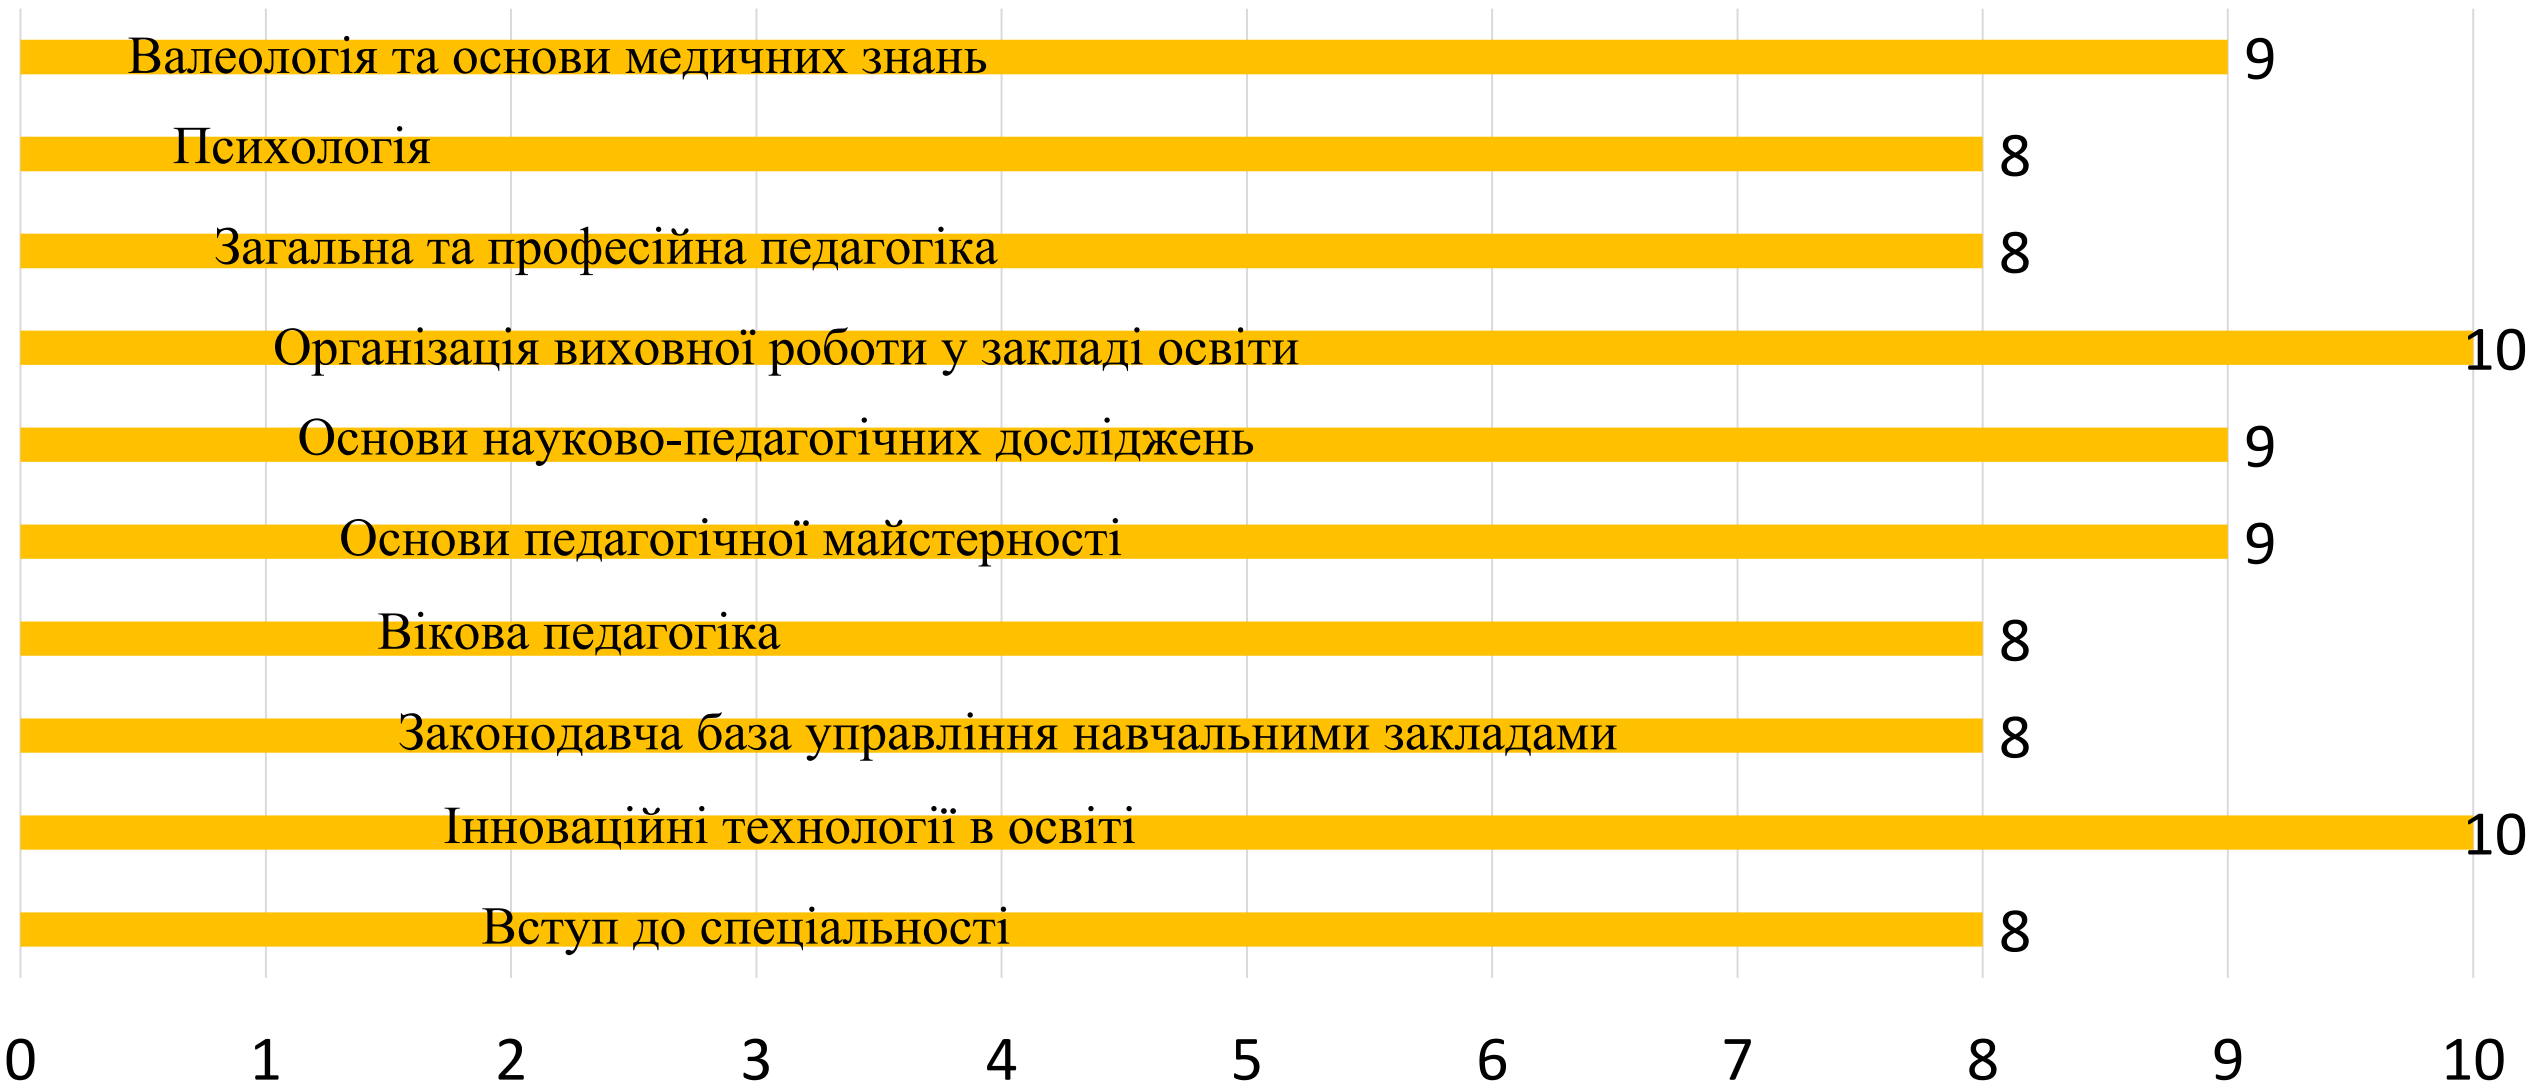 Валеологія та основи медичних знань 9
Психологія 8
Загальна та професійна педагогіка 8
Організація виховної роботи у закладі освіти 10
Основи науково-педагогічних досліджень 9
Основи педагогічної майстерності 9
Вікова педагогіка 8
Законодавча база управління навчальними закладами 8
Інноваційні технології в освіті 10
Вступ до спеціальності 8
0 1 2 3 4 5 6 7 8 9 10